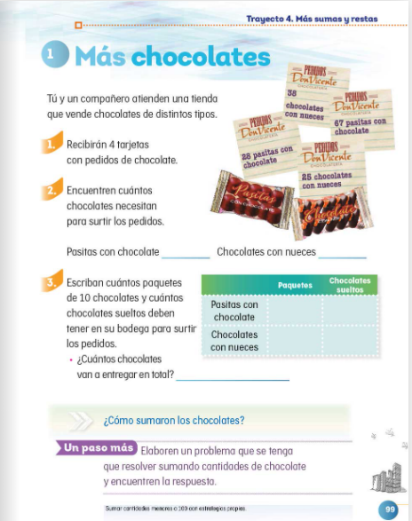 Trayecto 4. Más sumas y restas
1 Más chocolates
Tú y un compañero atienden una tienda
que vende chocolates de distintos tipos.
1. Recibirán 4 tarjetas
con pedidos de chocolate.
PEDIDOS
Don Vicente
38
chocolates
con nueces
PEDIDOS
Don Vicente
67 pasitas con
chocolate
PEDIDOS
Don Vicente
26 pasitas con
chocolate
PEDIDOS
Don Vicente
25 chocolates
con nueces
Pasitas
Chocolate
2. Encuentren cuántos
chocolates necesitan
para surtir los pedidos.
Pasitas con chocolate
Chocolates con nueces
3. Escriban cuántos paquetes
de 10 chocolates y cuántos
chocolates sueltos deben
tener en su bodega para surtir
los pedidos.
Paquetes
Chocolates
sueltos
Pasitas con
chocolate
Chocolates
con nueces
• ¿Cuántos chocolates
van a entregar en total?
¿Cómo sumaron los chocolates?
Un paso más Elaboren un problema que se tenga
que resolver sumando cantidades de chocolate
y encuentren la respuesta.
Sumar cantidades menores a 100 con estrategias propias.
99